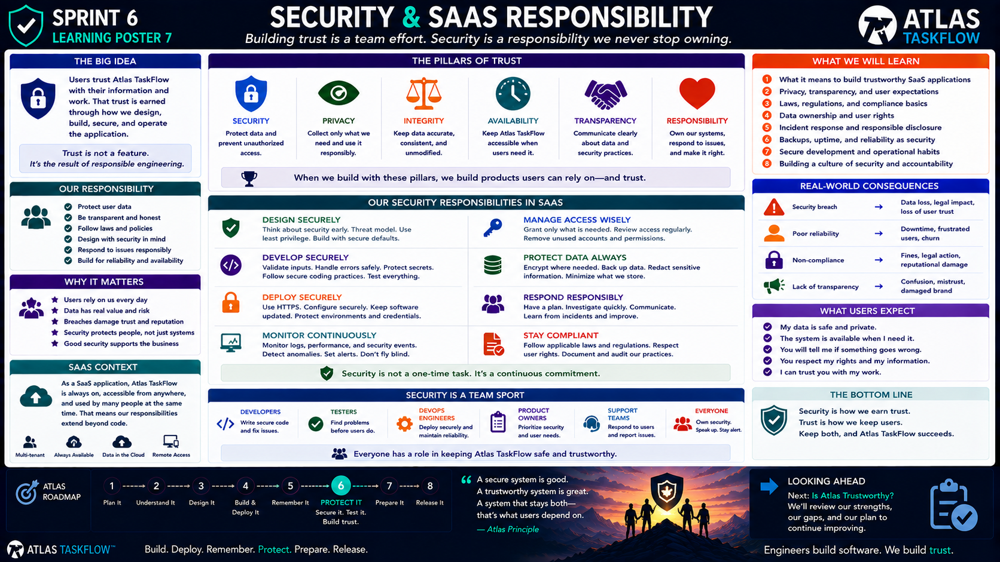 SPRINT 6
LEARNING POSTER 7
SECURITY & SAAS RESPONSIBILITY
Building trust is a team effort. Security is a responsibility we never stop owning.
ATLAS
TASKFLOW
THE BIG IDEA
Users trust Atlas TaskFlow
with their information and
work. That trust is earned
through how we design,
build, secure, and operate
the application.
Trust is not a feature.
It's the result of responsible engineering.
OUR RESPONSIBILITY
Protect user data
Be transparent and honest
Follow laws and policies
Design with security in mind
Respond to issues responsibly
Build for reliability and availability
WHY IT MATTERS
Users rely on us every day
Data has real value and risk
Breaches damage trust and reputation
Security protects people, not just systems
Good security supports the business
SAAS CONTEXT
As a SaaS application, Atlas TaskFlow
is always on, accessible from anywhere,
and used by many people at the same
time. That means our responsibilities
extend beyond code.
Multi-tenant
Always Available
Data in the Cloud
Remote Access
THE PILLARS OF TRUST
SECURITY
Protect data and
prevent unauthorized
access.
PRIVACY
Collect only what we
need and use it
responsibly.
INTEGRITY
Keep data accurate,
consistent, and
unmodified.
AVAILABILITY
Keep Atlas TaskFlow
accessible when
users need it.
TRANSPARENCY
Communicate clearly
about data and
security practices.
RESPONSIBILITY
Own our systems,
respond to issues,
and make it right.
When we build with these pillars, we build products users can rely on—and trust.
OUR SECURITY RESPONSIBILITIES IN SAAS
DESIGN SECURELY
Think about security early. Threat model. Use
least privilege. Build with secure defaults.
MANAGE ACCESS WISELY
Grant only what is needed. Review access regularly.
Remove unused accounts and permissions.
DEVELOP SECURELY
Validate inputs. Handle errors safely. Protect secrets.
Follow secure coding practices. Test everything.
PROTECT DATA ALWAYS
Encrypt where needed. Back up data. Redact sensitive
information. Minimize what we store.
DEPLOY SECURELY
Use HTTPS. Configure securely. Keep software
updated. Protect environments and credentials.
RESPOND RESPONSIBLY
Have a plan. Investigate quickly. Communicate.
Learn from incidents and improve.
MONITOR CONTINUOUSLY
Monitor logs, performance, and security events.
Detect anomalies. Set alerts. Don't fly blind.
STAY COMPLIANT
Follow applicable laws and regulations. Respect
user rights. Document and audit our practices.
Security is not a one-time task. It's a continuous commitment.
SECURITY IS A TEAM SPORT
DEVELOPERS
Write secure code
and fix issues.
TESTERS
Find problems
before users do.
DEVOPS
ENGINEERS
Deploy securely and
maintain reliability.
PRODUCT
OWNERS
Prioritize security
and user needs.
SUPPORT
TEAMS
Respond to users
and report issues.
EVERYONE
Own security.
Speak up. Stay alert.
Everyone has a role in keeping Atlas TaskFlow safe and trustworthy.
WHAT WE WILL LEARN
1 What it means to build trustworthy SaaS applications
2 Privacy, transparency, and user expectations
3 Laws, regulations, and compliance basics
4 Data ownership and user rights
5 Incident response and responsible disclosure
6 Backups, uptime, and reliability as security
7 Secure development and operational habits
8 Building a culture of security and accountability
REAL-WORLD CONSEQUENCES
Security breach → Data loss, legal impact,
loss of user trust
Poor reliability → Downtime, frustrated
users, churn
Non-compliance → Fines, legal action,
reputational damage
Lack of transparency → Confusion, mistrust,
damaged brand
WHAT USERS EXPECT
My data is safe and private.
The system is available when I need it.
You will tell me if something goes wrong.
You respect my rights and my information.
I can trust you with my work.
THE BOTTOM LINE
Security is how we earn trust.
Trust is how we keep users.
Keep both, and Atlas TaskFlow succeeds.
ATLAS
ROADMAP
1
Plan It
2
Understand It
3
Design It
4
Build &
Deploy It
5
Remember It
6
PROTECT IT
Secure it. Test it.
Build trust.
7
Prepare It
8
Release It
“ A secure system is good.
A trustworthy system is great.
A system that stays both—
that's what users depend on.
— Atlas Principle
LOOKING AHEAD
Next: Is Atlas Trustworthy?
We'll review our strengths,
our gaps, and our plan to
continue improving.
ATLAS TASKFLOW™
Build. Deploy. Remember. Protect. Prepare. Release.
Engineers build software. We build trust.